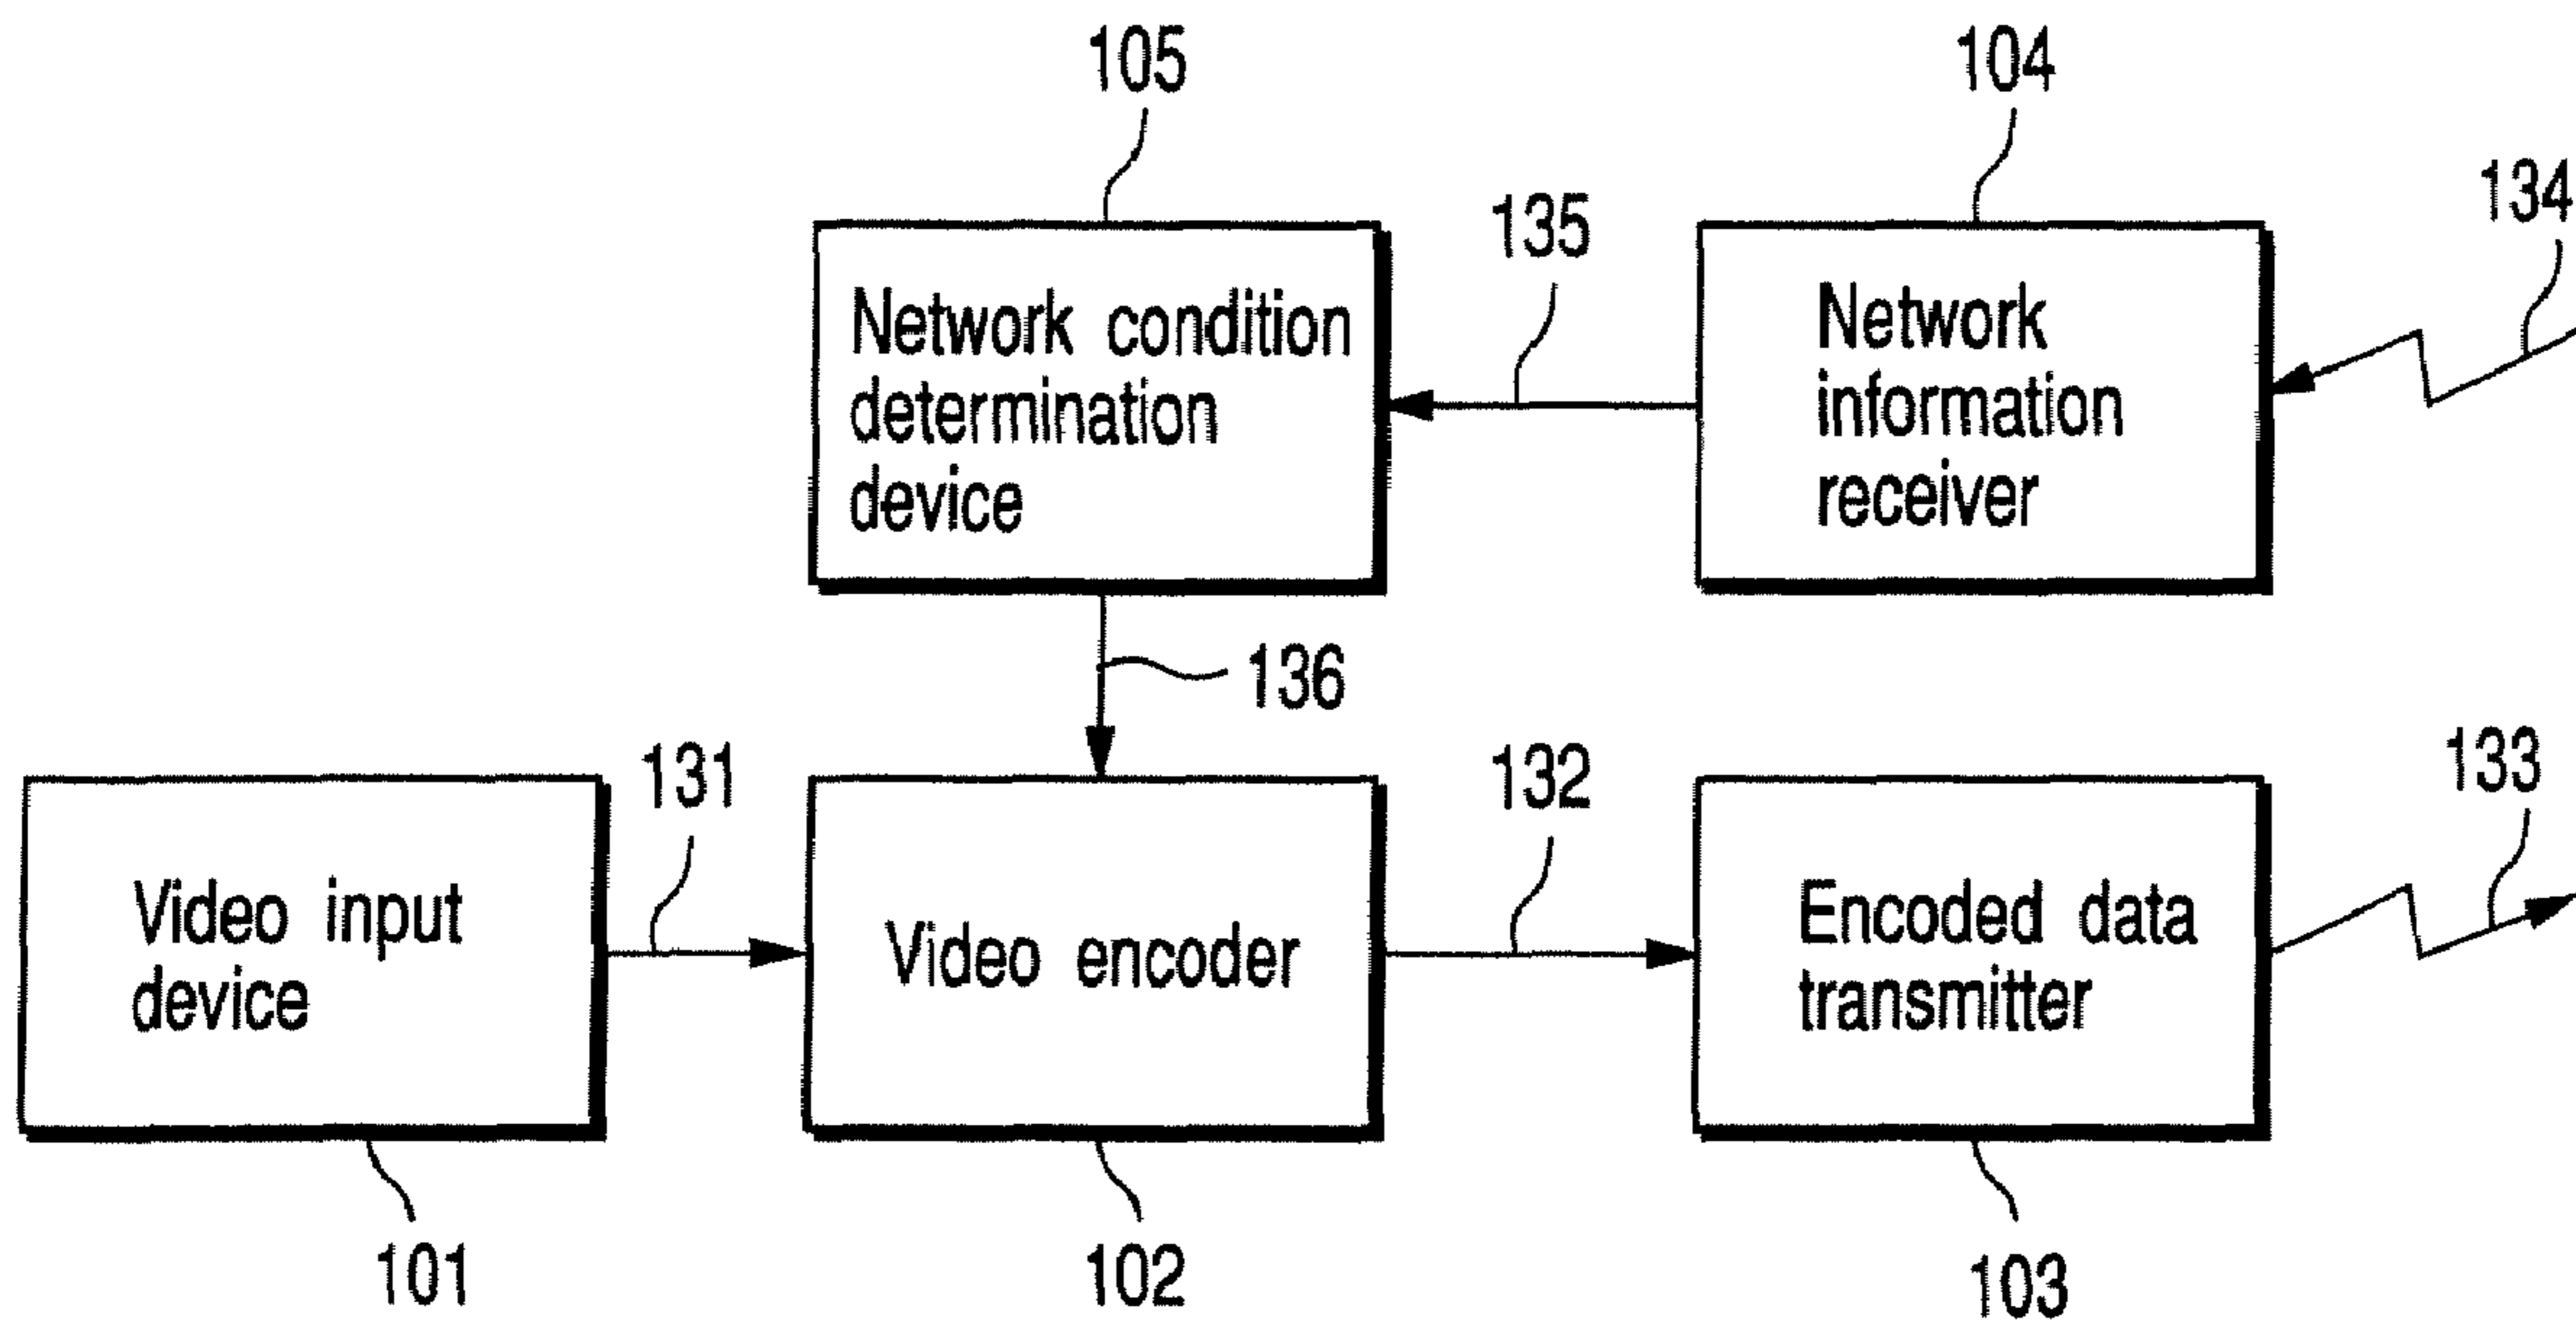 105
104
134
135
Network condition
determination
device
Network
information
receiver
136
131
132
133
Video input
device
Video encoder
Encoded data
transmitter
101
102
103